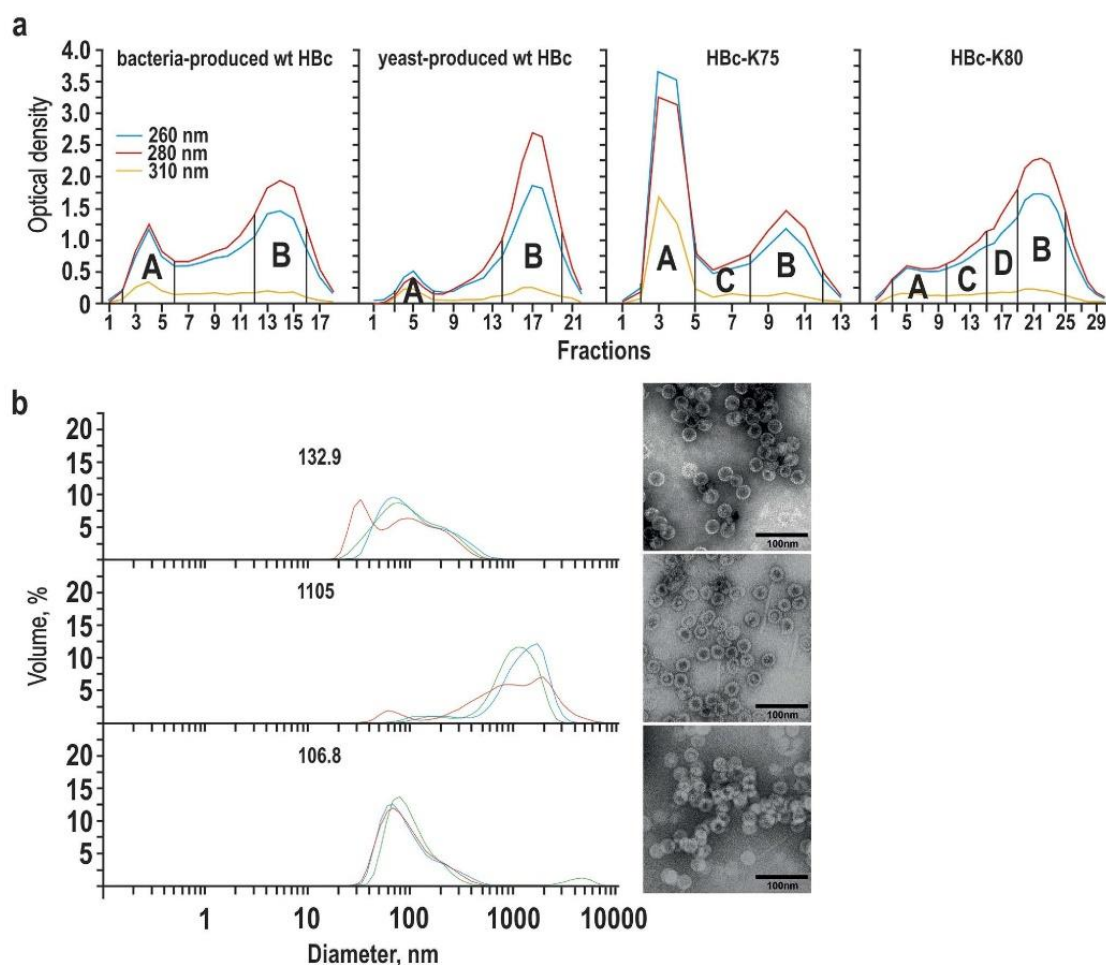 a
bacteria-produced wt HBc
yeast-produced wt HBc
HBc-K75
HBc-K80
260 nm
280 nm
310 nm
Optical density
4.0
3.5
3.0
2.5
2.0
1.5
1.0
0.5
0
A
B
A
B
A
C
B
A
C
D
B
1 3 5 7 9 11 13 15 17
1 5 9 13 17 21
1 3 5 7 9 11 13
1 5 9 13 17 21 25 29
Fractions
b
Volume, %
20
15
10
5
132.9
100nm
20
15
10
5
1105
100nm
20
15
10
5
106.8
100nm
1 10 100 1000 10000
Diameter, nm